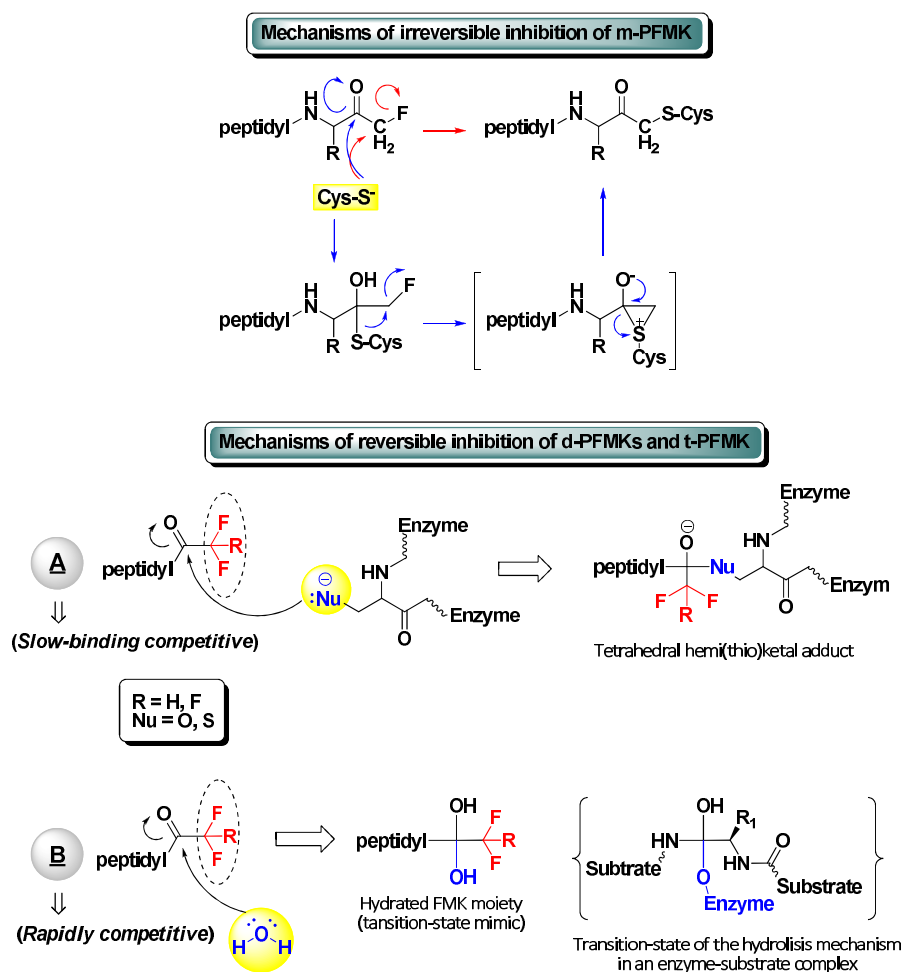 Mechanisms of irreversible inhibition of m-PFMK
peptidyl H N R O C H2 F
peptidyl H N R O C H2 S-Cys
Cys-S-
peptidyl H N R OH F S-Cys
peptidyl H N R O- S+ Cys
Mechanisms of reversible inhibition of d-PFMKs and t-PFMK
A
peptidyl O F R F
:Nu ⊖
Enzyme
HN
O
Enzyme
peptidyl O ⊖ Nu F F R
Enzyme
HN
O
Enzym
(Slow-binding competitive)
Tetrahedral hemi(thio)ketal adduct
R = H, F
Nu = O, S
B
peptidyl O F R F
H O H
(Rapidly competitive)
peptidyl OH F R F OH
Hydrated FMK moiety
(tansition-state mimic)
Subtrate H N OH R1 HN O Substrate
O
Enzyme
Transition-state of the hydrolisis mechanism
in an enzyme-substrate complex